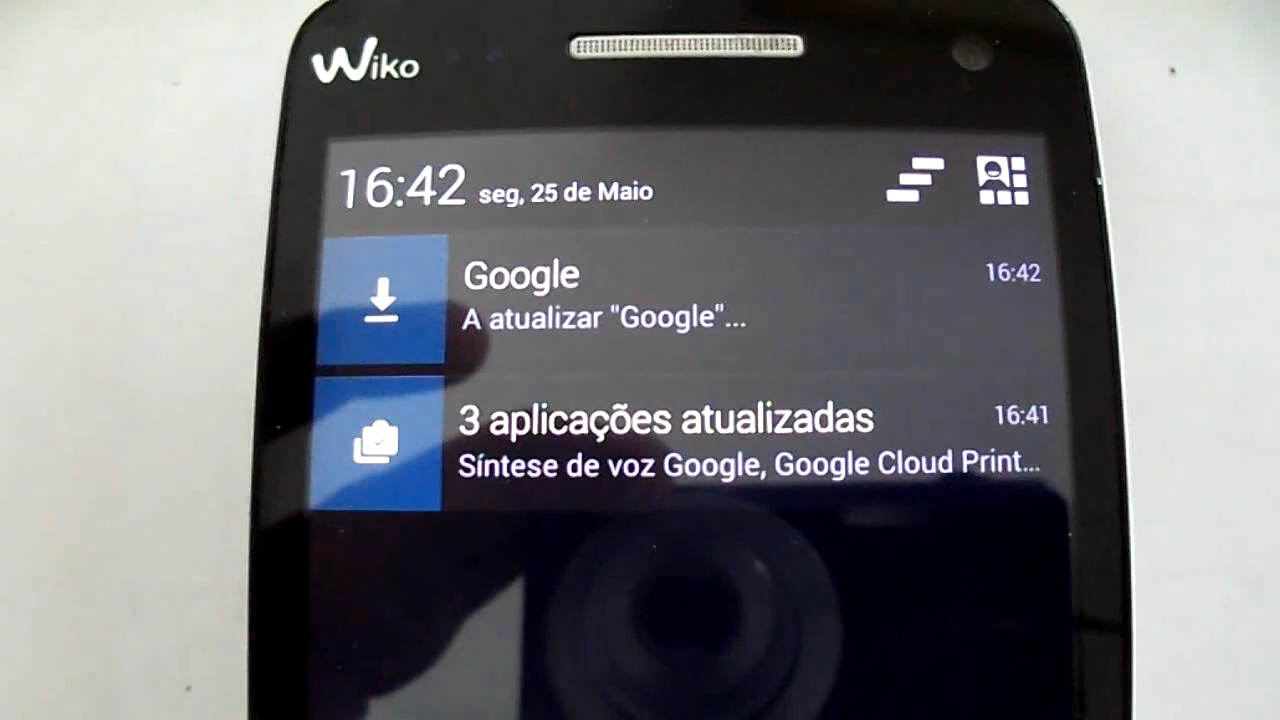 Wiko
16:42 seg, 25 de Maio
Google 16:42
A atualizar "Google"...
3 aplicações atualizadas 16:41
Síntese de voz Google, Google Cloud Print...